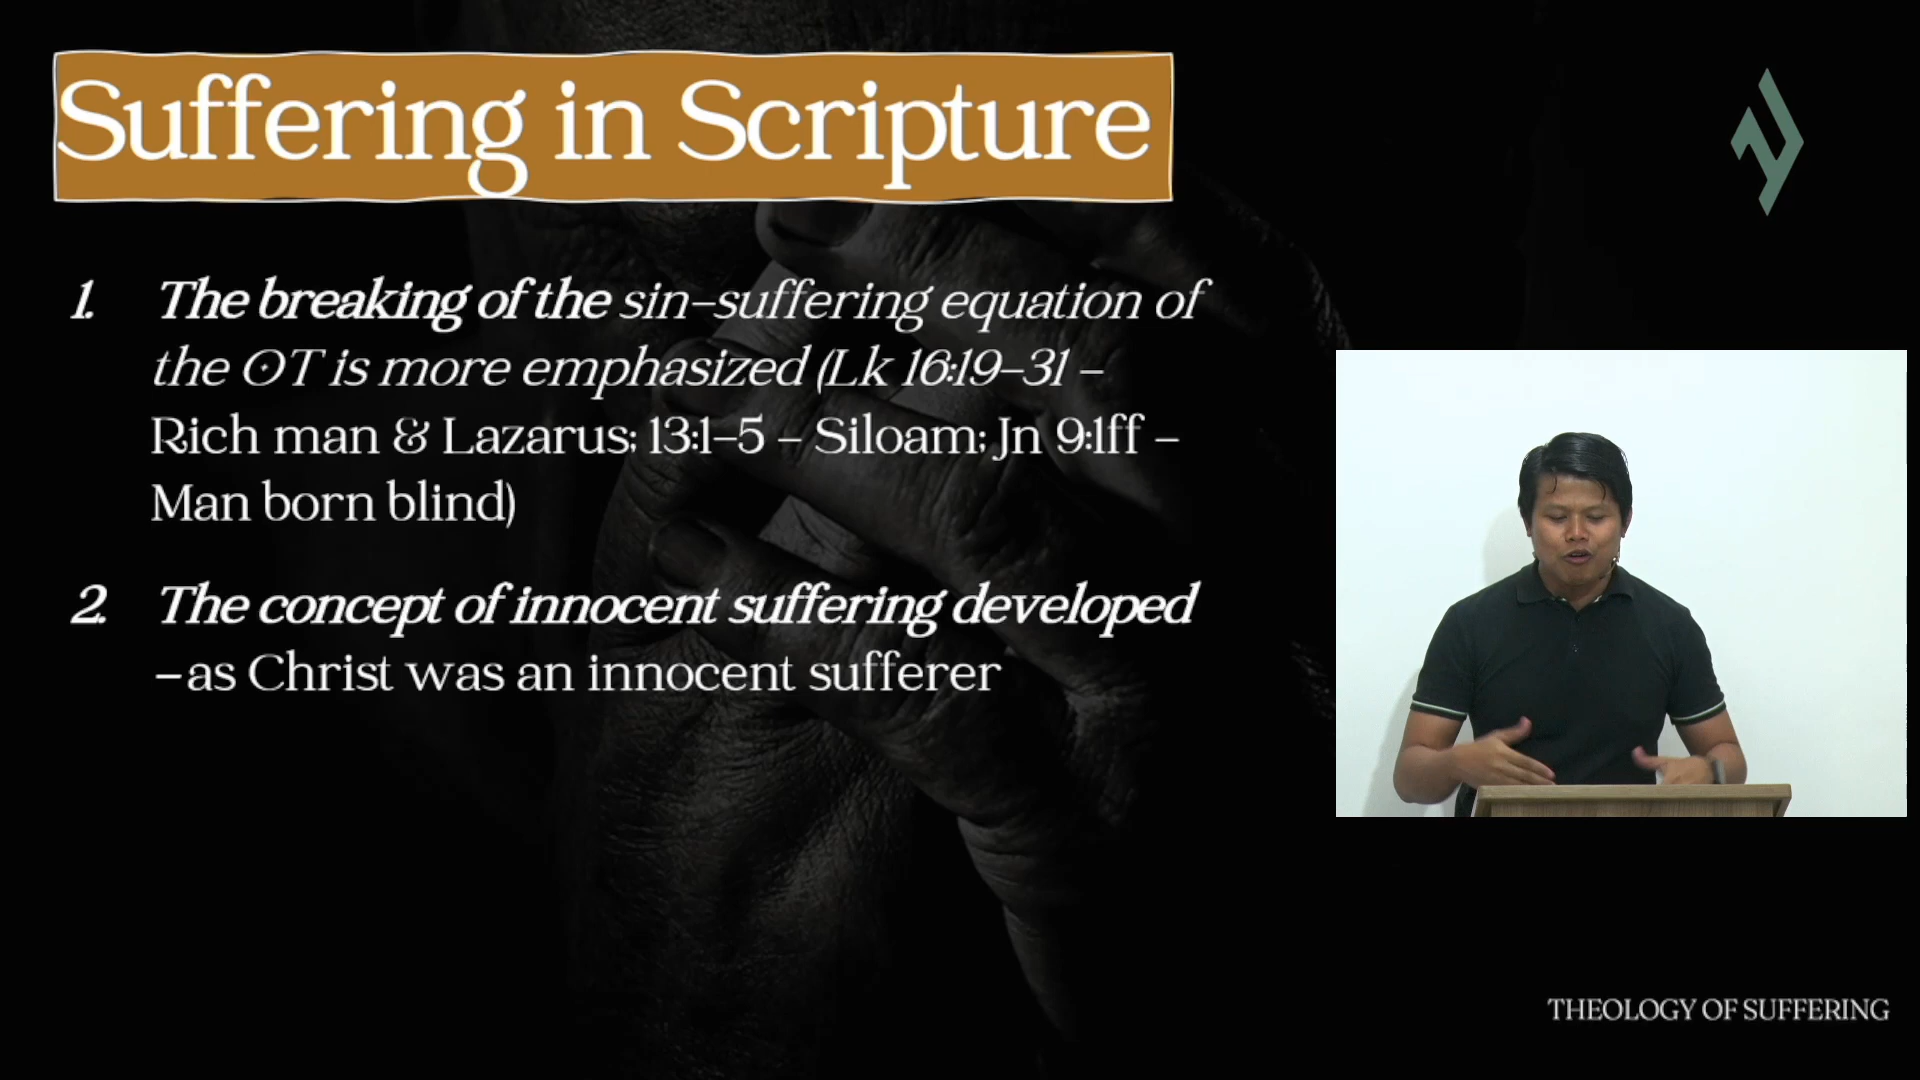 Suffering in Scripture
1. The breaking of the sin–suffering equation of
the OT is more emphasized (Lk 16:19–31 –
Rich man & Lazarus; 13:1–5 – Siloam; Jn 9:1ff –
Man born blind)
2. The concept of innocent suffering developed
–as Christ was an innocent sufferer
THEOLOGY OF SUFFERING